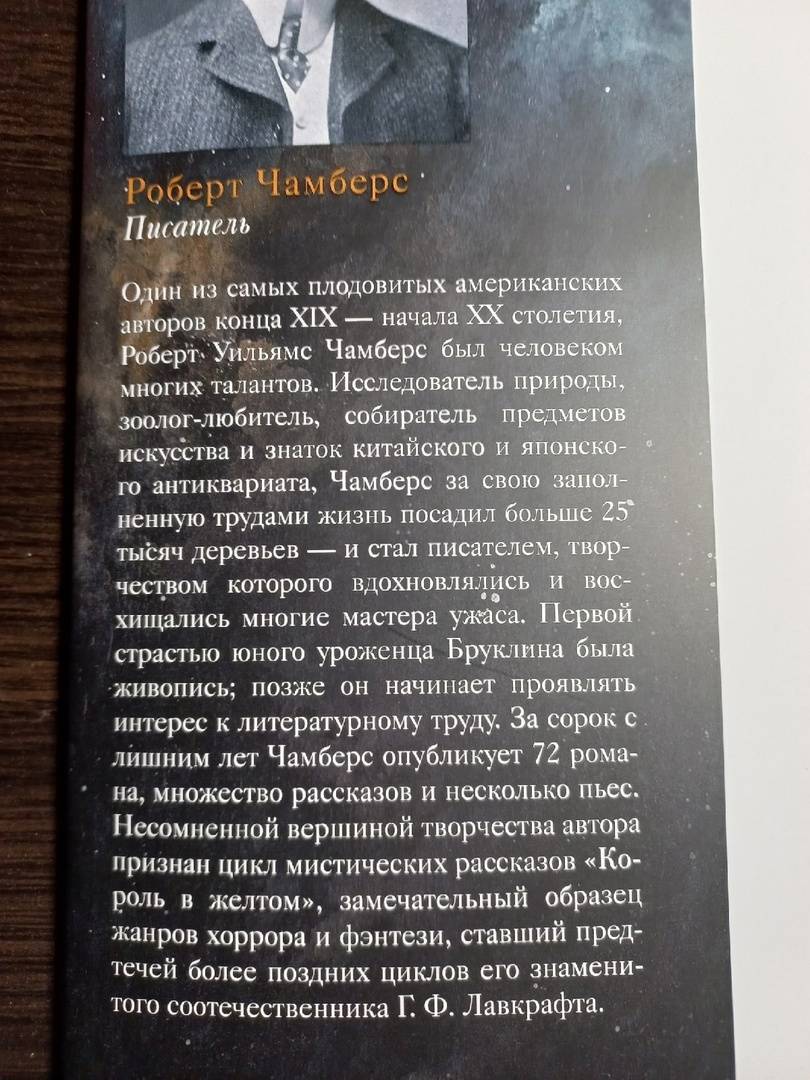 Роберт Чамберс
Писатель
Один из самых плодовитых американских
авторов конца XIX — начала XX столетия,
Роберт Уильямс Чамберс был человеком
многих талантов. Исследователь природы,
зоолог-любитель, собиратель предметов
искусства и знаток китайского и японско-
го антиквариата, Чамберс за свою запол-
ненную трудами жизнь посадил больше 25
тысяч деревьев — и стал писателем, твор-
чеством которого вдохновлялись и вос-
хищались многие мастера ужаса. Первой
страстью юного уроженца Бруклина была
живопись; позже он начинает проявлять
интерес к литературному труду. За сорок с
лишним лет Чамберс опубликует 72 рома-
на, множество рассказов и несколько пьес.
Несомненной вершиной творчества автора
признан цикл мистических рассказов «Ко-
роль в желтом», замечательный образец
жанров хоррора и фэнтези, ставший пред-
течей более поздних циклов его знамени-
того соотечественника Г. Ф. Лавкрафта.